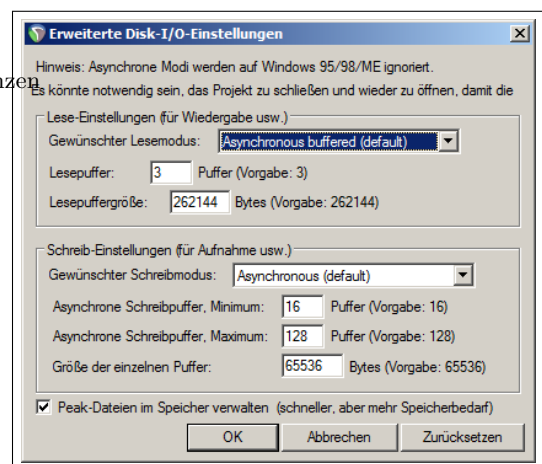 Erweiterte Disk-I/O-Einstellungen
Hinweis: Asynchrone Modi werden auf Windows 95/98/ME ignoriert.
nzen
Es könnte notwendig sein, das Projekt zu schließen und wieder zu öffnen, damit die
Lese-Einstellungen (für Wiedergabe usw.)
Gewünschter Lesemodus: Asynchronous buffered (default)
Lesepuffer: 3 Puffer (Vorgabe: 3)
Lesepuffergröße: 262144 Bytes (Vorgabe: 262144)
Schreib-Einstellungen (für Aufnahme usw.)
Gewünschter Schreibmodus: Asynchronous (default)
Asynchrone Schreibpuffer, Minimum: 16 Puffer (Vorgabe: 16)
Asynchrone Schreibpuffer, Maximum: 128 Puffer (Vorgabe: 128)
Größe der einzelnen Puffer: 65536 Bytes (Vorgabe: 65536)
Peak-Dateien im Speicher verwalten (schneller, aber mehr Speicherbedarf)
OK Abbrechen Zurücksetzen